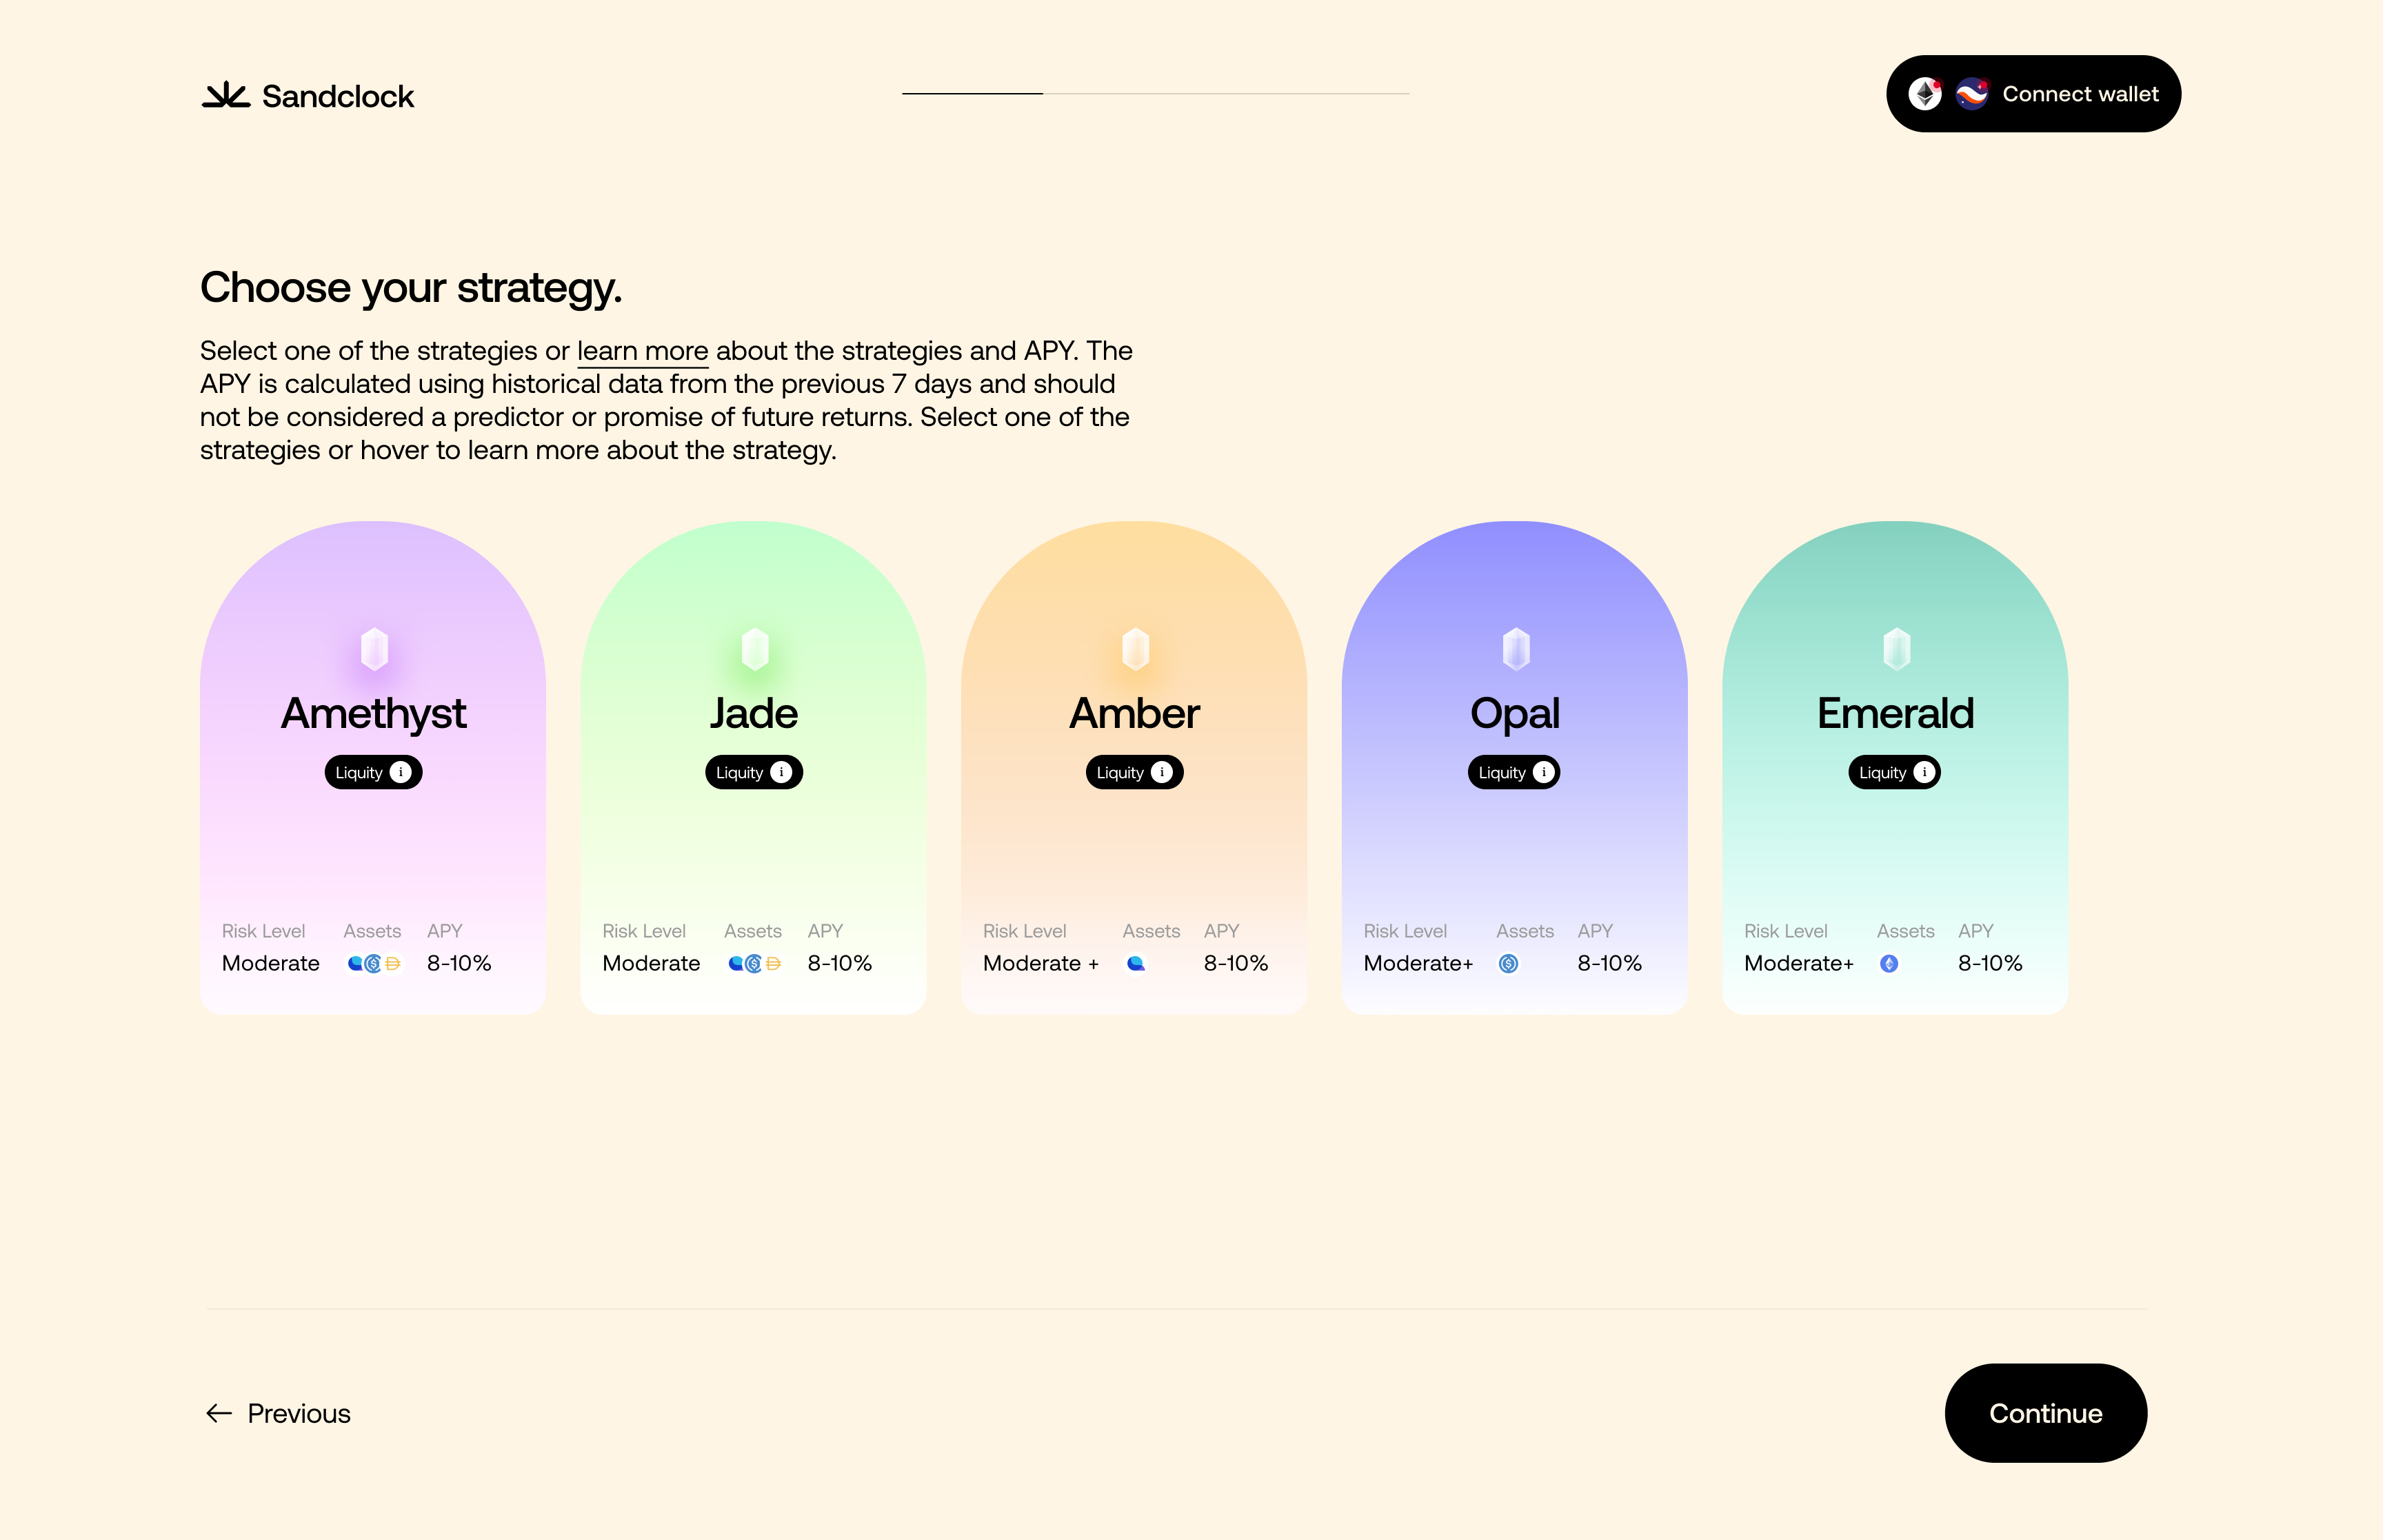 Sandclock
Connect wallet
Choose your strategy.
Select one of the strategies or learn more about the strategies and APY. The
APY is calculated using historical data from the previous 7 days and should
not be considered a predictor or promise of future returns. Select one of the
strategies or hover to learn more about the strategy.
Amethyst
Liquity i
Risk Level Assets APY
Moderate 8-10%
Jade
Liquity i
Risk Level Assets APY
Moderate 8-10%
Amber
Liquity i
Risk Level Assets APY
Moderate + 8-10%
Opal
Liquity i
Risk Level Assets APY
Moderate+ 8-10%
Emerald
Liquity i
Risk Level Assets APY
Moderate+ 8-10%
Previous
Continue